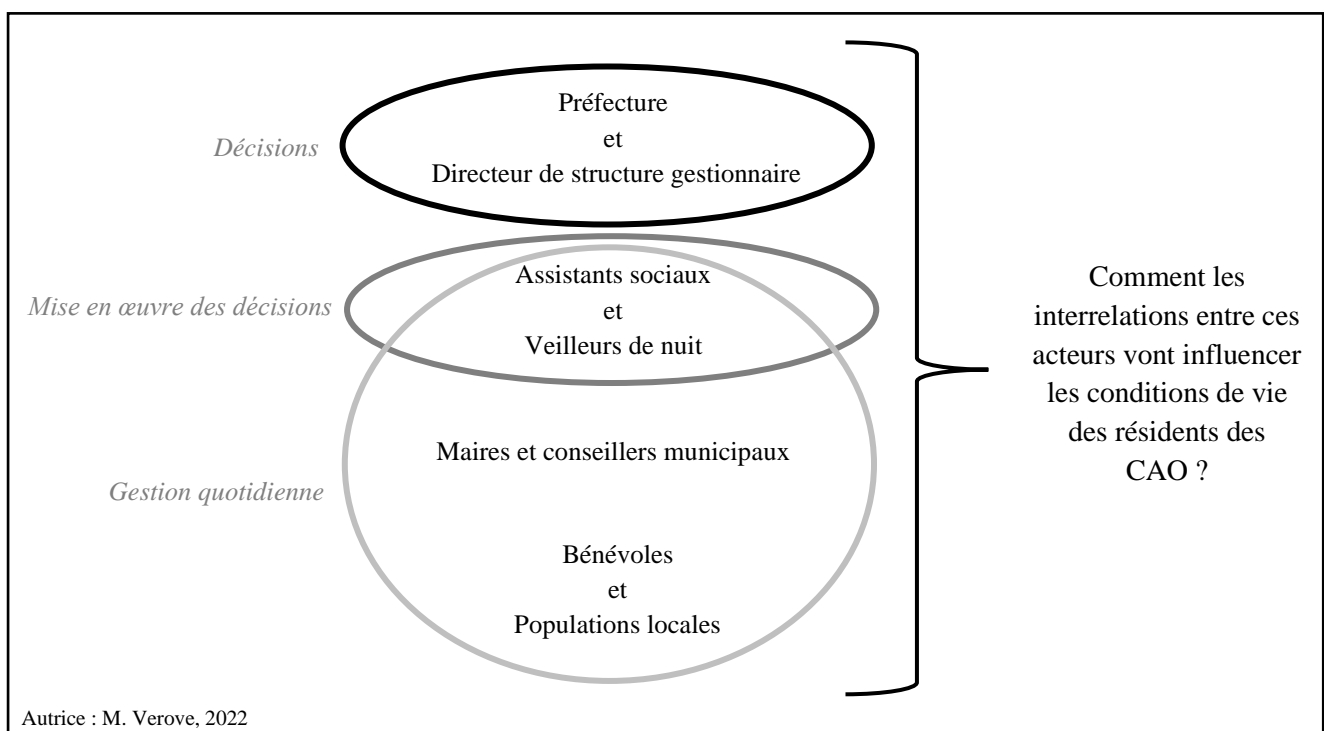 Décisions
Préfecture
et
Directeur de structure gestionnaire
Mise en œuvre des décisions
Assistants sociaux
et
Veilleurs de nuit
Gestion quotidienne
Maires et conseillers municipaux
Bénévoles
et
Populations locales
Comment les
interrelations entre ces
acteurs vont influencer
les conditions de vie
des résidents des
CAO ?
Autrice : M. Verove, 2022